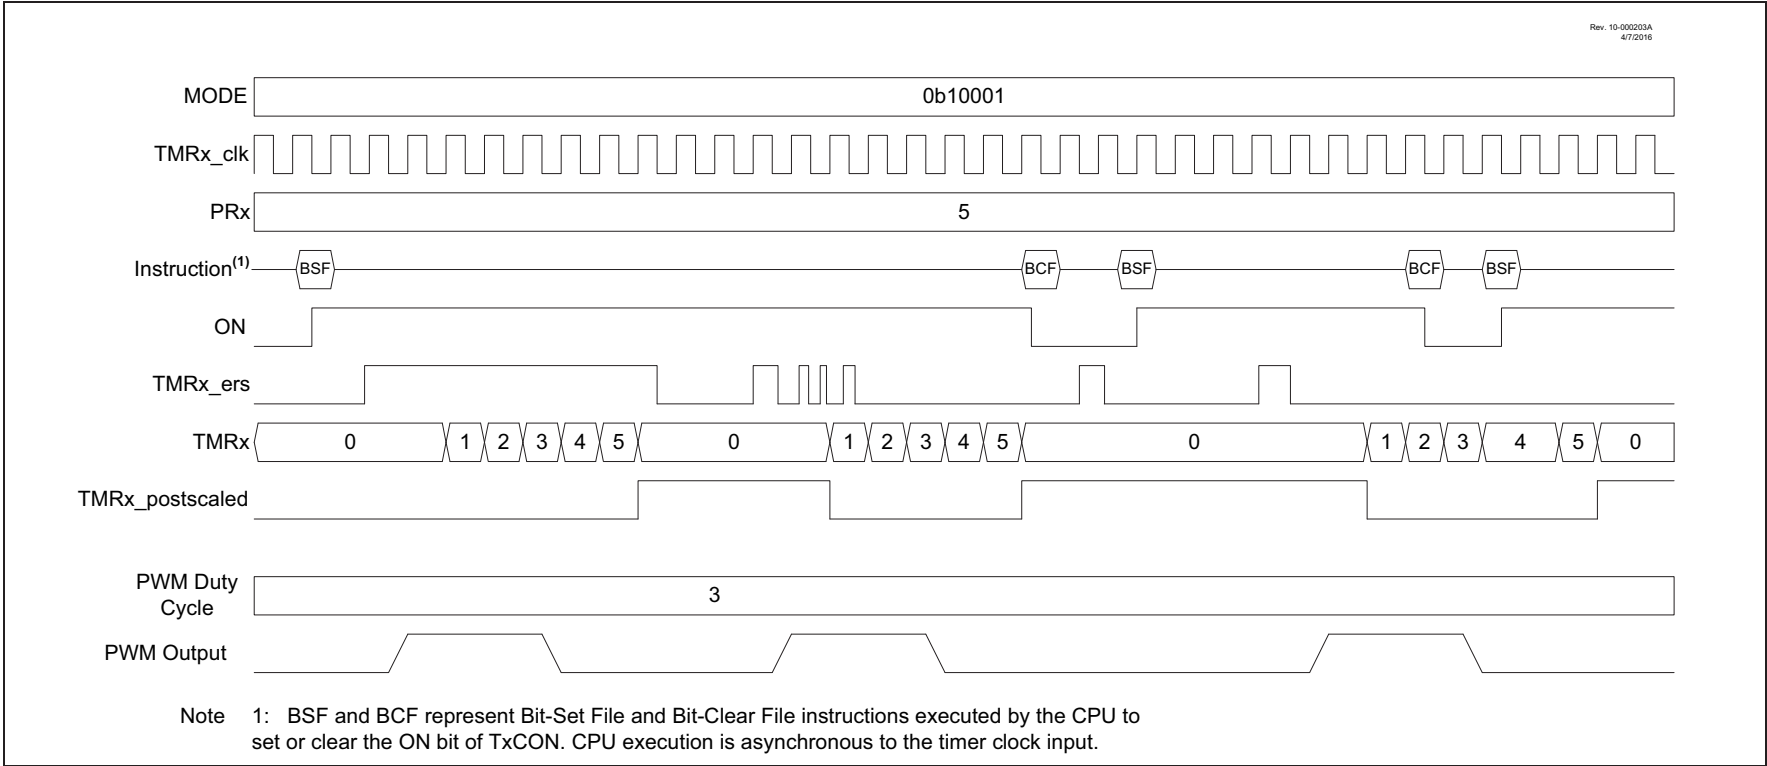 Rev. 10-000203A
4/7/2016
MODE 0b10001
TMRx_clk
PRx 5
Instruction(1) BSF BCF BSF BCF BSF
ON
TMRx_ers
TMRx 0 1 2 3 4 5 0 1 2 3 4 5 0 1 2 3 4 5 0
TMRx_postscaled
PWM Duty
Cycle 3
PWM Output
Note 1: BSF and BCF represent Bit-Set File and Bit-Clear File instructions executed by the CPU to
set or clear the ON bit of TxCON. CPU execution is asynchronous to the timer clock input.